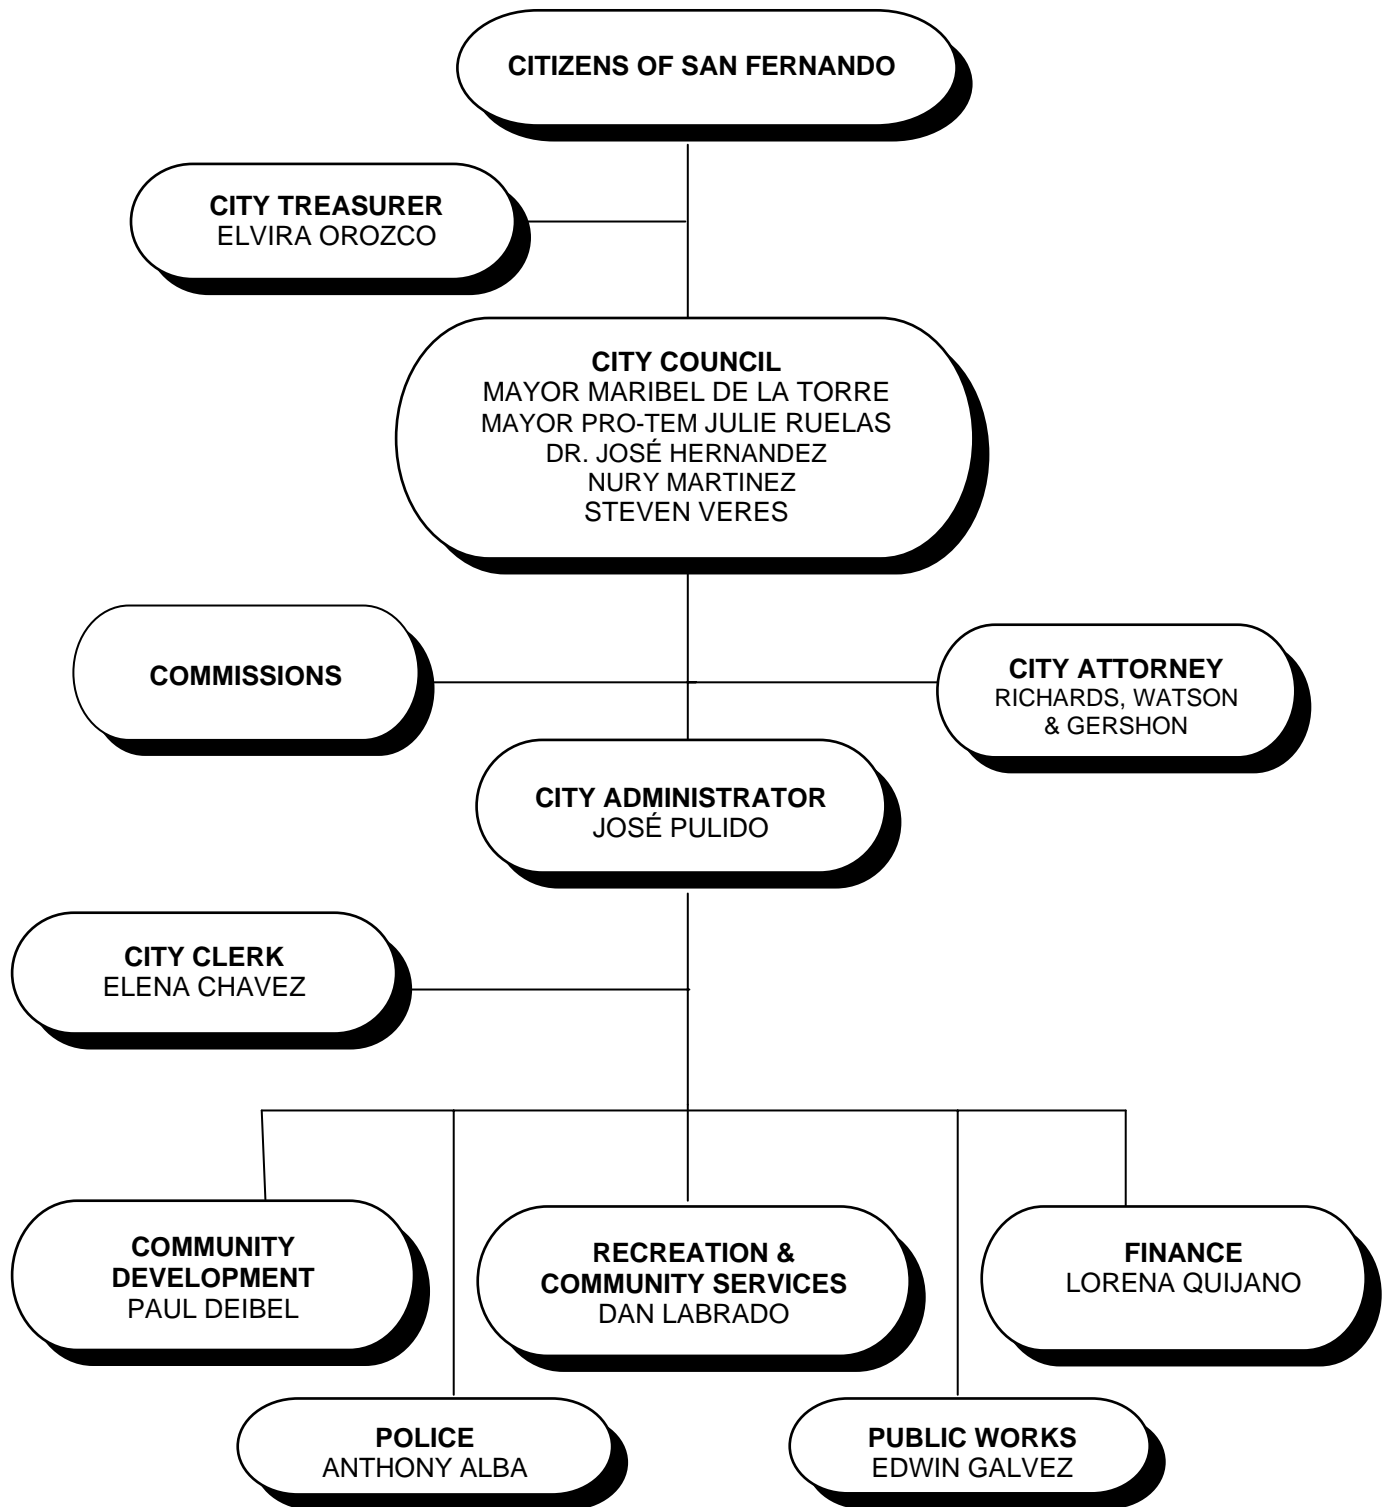 CITIZENS OF SAN FERNANDO
CITY TREASURER
ELVIRA OROZCO
CITY COUNCIL
MAYOR MARIBEL DE LA TORRE
MAYOR PRO-TEM JULIE RUELAS
DR. JOSÉ HERNANDEZ
NURY MARTINEZ
STEVEN VERES
COMMISSIONS
CITY ATTORNEY
RICHARDS, WATSON
& GERSHON
CITY ADMINISTRATOR
JOSÉ PULIDO
CITY CLERK
ELENA CHAVEZ
COMMUNITY
DEVELOPMENT
PAUL DEIBEL
RECREATION &
COMMUNITY SERVICES
DAN LABRADO
FINANCE
LORENA QUIJANO
POLICE
ANTHONY ALBA
PUBLIC WORKS
EDWIN GALVEZ